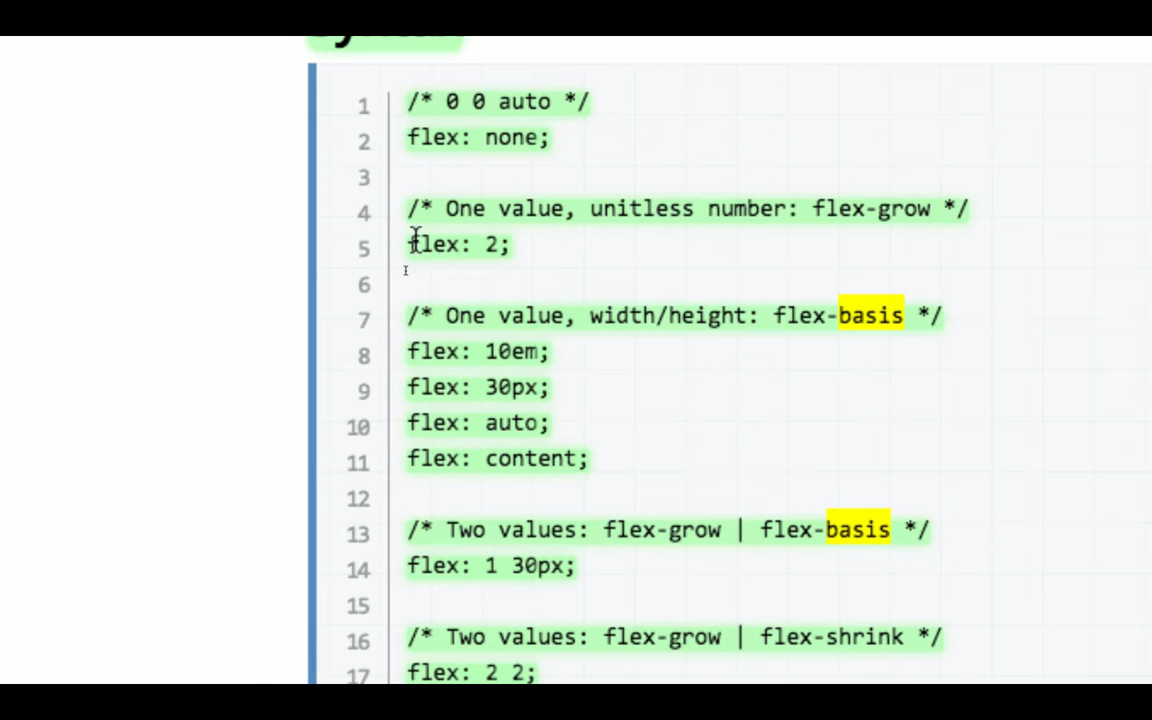 1 /* 0 0 auto */
2 flex: none;
3
4 /* One value, unitless number: flex-grow */
5 flex: 2;
6
7 /* One value, width/height: flex-basis */
8 flex: 10em;
9 flex: 30px;
10 flex: auto;
11 flex: content;
12
13 /* Two values: flex-grow | flex-basis */
14 flex: 1 30px;
15
16 /* Two values: flex-grow | flex-shrink */
17 flex: 2 2;